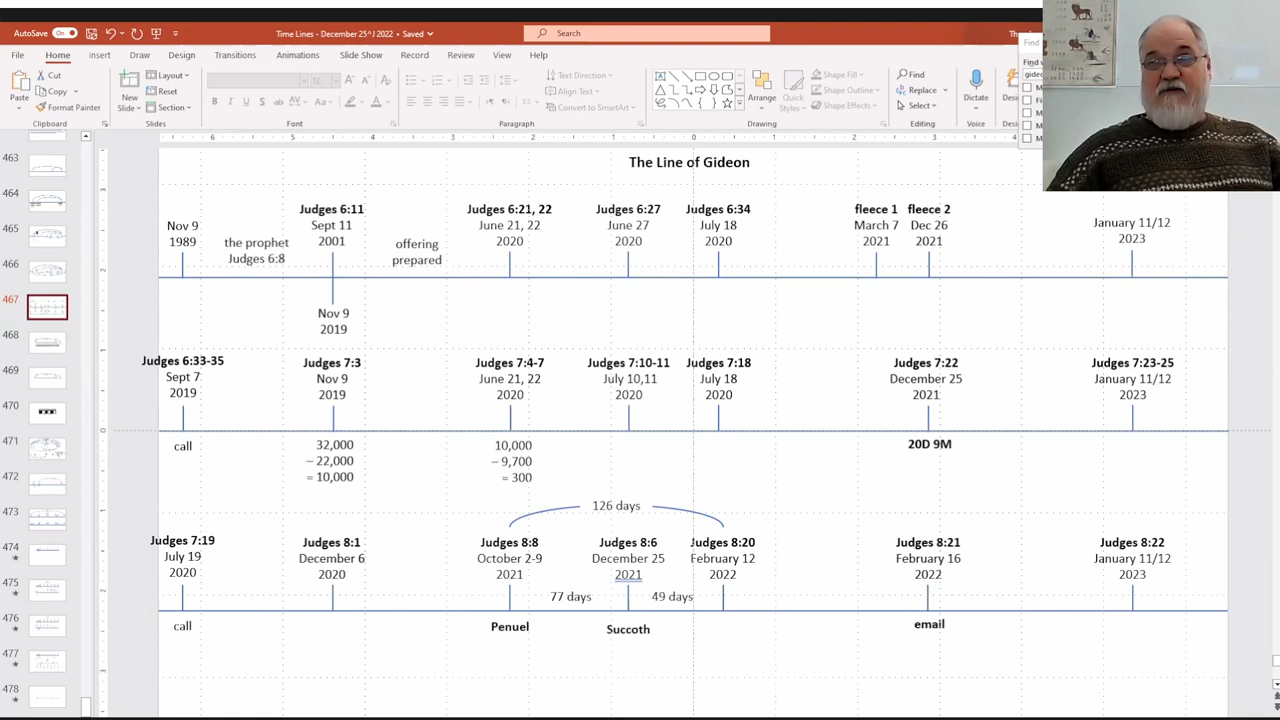 AutoSave On Time Lines - December 25^J 2022 • Saved Search
File Home Insert Draw Design Transitions Animations Slide Show Record Review View Help
Paste Cut Copy Format Painter Clipboard
New Slide Layout Reset Section Slides
Font
Paragraph
Text Direction Align Text Convert to SmartArt
Arrange Quick Styles Shape Fill Shape Outline Shape Effects Drawing
Find Replace Select Editing
Dictate Voice
The Line of Gideon
Nov 9
1989
the prophet
Judges 6:8
Judges 6:11
Sept 11
2001
offering
prepared
Judges 6:21, 22
June 21, 22
2020
Judges 6:27
June 27
2020
Judges 6:34
July 18
2020
fleece 1
March 7
2021
fleece 2
Dec 26
2021
January 11/12
2023
Nov 9
2019
Judges 6:33-35
Sept 7
2019
call
Judges 7:3
Nov 9
2019
32,000
– 22,000
= 10,000
Judges 7:4-7
June 21, 22
2020
10,000
– 9,700
= 300
Judges 7:10-11
July 10,11
2020
Judges 7:18
July 18
2020
Judges 7:22
December 25
2021
20D 9M
Judges 7:23-25
January 11/12
2023
126 days
Judges 7:19
July 19
2020
call
Judges 8:1
December 6
2020
Judges 8:8
October 2-9
2021
Penuel
77 days
Judges 8:6
December 25
2021
Succoth
49 days
Judges 8:20
February 12
2022
Judges 8:21
February 16
2022
email
Judges 8:22
January 11/12
2023
463
464
465
466
467
468
469
470
471
472
473
474
475
476
477
478